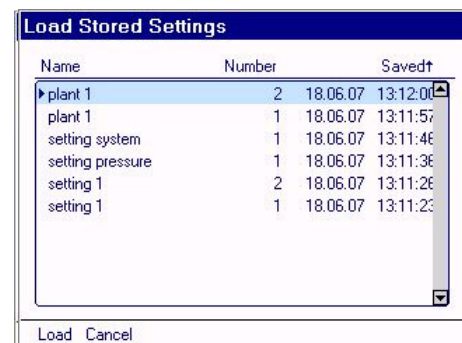 Load Stored Settings
Name Number Saved↑
plant 1 2 18.06.07 13:12:00
plant 1 1 18.06.07 13:11:57
setting system 1 18.06.07 13:11:46
setting pressure 1 18.06.07 13:11:36
setting 1 2 18.06.07 13:11:26
setting 1 1 18.06.07 13:11:23
Load Cancel